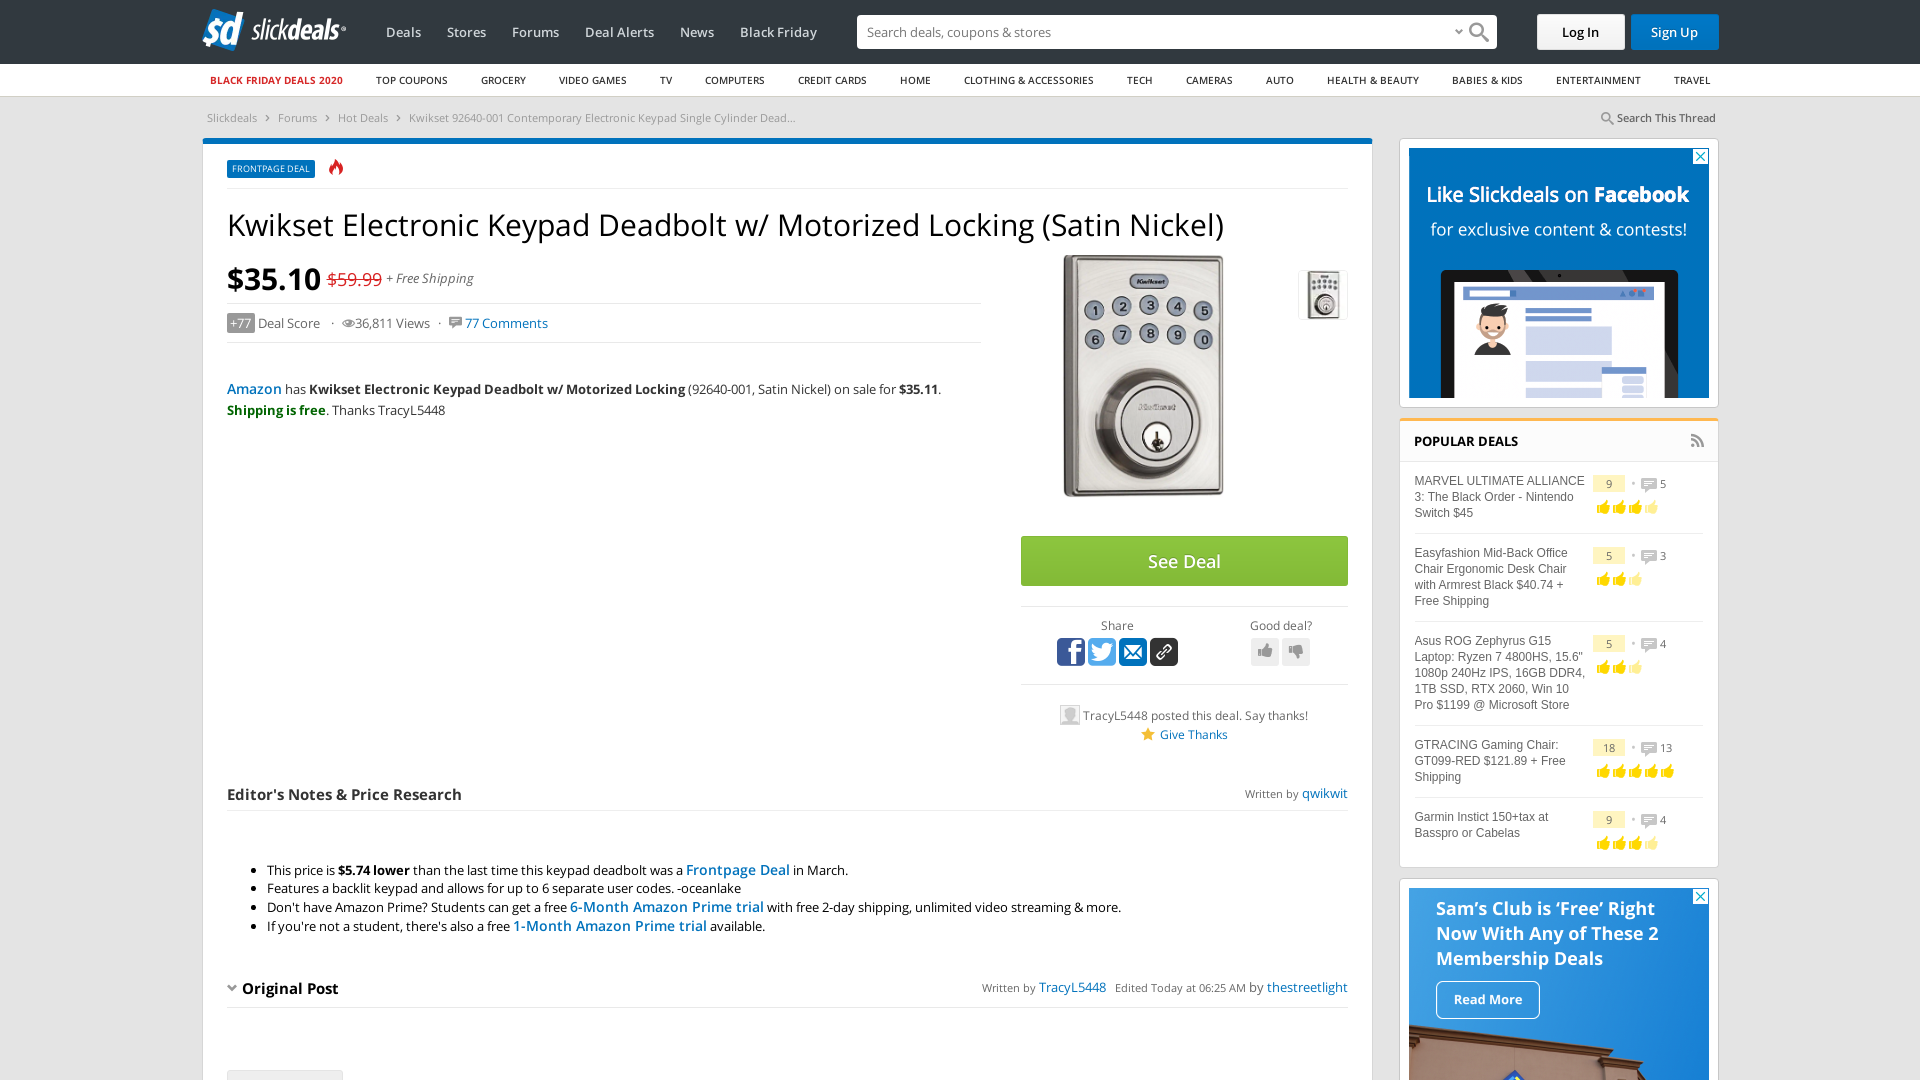 slickdeals
Deals
Stores
Forums
Deal Alerts
News
Black Friday
Search deals, coupons & stores
Log In
Sign Up
BLACK FRIDAY DEALS 2020
TOP COUPONS
GROCERY
VIDEO GAMES
TV
COMPUTERS
CREDIT CARDS
HOME
CLOTHING & ACCESSORIES
TECH
CAMERAS
AUTO
HEALTH & BEAUTY
BABIES & KIDS
ENTERTAINMENT
TRAVEL
Slickdeals › Forums › Hot Deals › Kwikset 92640-001 Contemporary Electronic Keypad Single Cylinder Dead...
Search This Thread
FRONTPAGE DEAL
Kwikset Electronic Keypad Deadbolt w/ Motorized Locking (Satin Nickel)
$35.10 $59.99 + Free Shipping
+77 Deal Score · 36,811 Views · 77 Comments
Amazon has Kwikset Electronic Keypad Deadbolt w/ Motorized Locking (92640-001, Satin Nickel) on sale for $35.11.
Shipping is free. Thanks TracyL5448
Kwikset
1 2 3 4 5
6 7 8 9 0
Kwikset
See Deal
Share
Good deal?
TracyL5448 posted this deal. Say thanks!
Give Thanks
Editor's Notes & Price Research
Written by qwikwit
This price is $5.74 lower than the last time this keypad deadbolt was a Frontpage Deal in March.
Features a backlit keypad and allows for up to 6 separate user codes. -oceanlake
Don't have Amazon Prime? Students can get a free 6-Month Amazon Prime trial with free 2-day shipping, unlimited video streaming & more.
If you're not a student, there's also a free 1-Month Amazon Prime trial available.
Original Post
Written by TracyL5448 Edited Today at 06:25 AM by thestreetlight
Like Slickdeals on Facebook
for exclusive content & contests!
POPULAR DEALS
MARVEL ULTIMATE ALLIANCE
3: The Black Order - Nintendo
Switch $45
9 • 5
Easyfashion Mid-Back Office
Chair Ergonomic Desk Chair
with Armrest Black $40.74 +
Free Shipping
5 • 3
Asus ROG Zephyrus G15
Laptop: Ryzen 7 4800HS, 15.6"
1080p 240Hz IPS, 16GB DDR4,
1TB SSD, RTX 2060, Win 10
Pro $1199 @ Microsoft Store
5 • 4
GTRACING Gaming Chair:
GT099-RED $121.89 + Free
Shipping
18 • 13
Garmin Instict 150+tax at
Basspro or Cabelas
9 • 4
Sam's Club is ‘Free’ Right
Now With Any of These 2
Membership Deals
Read More